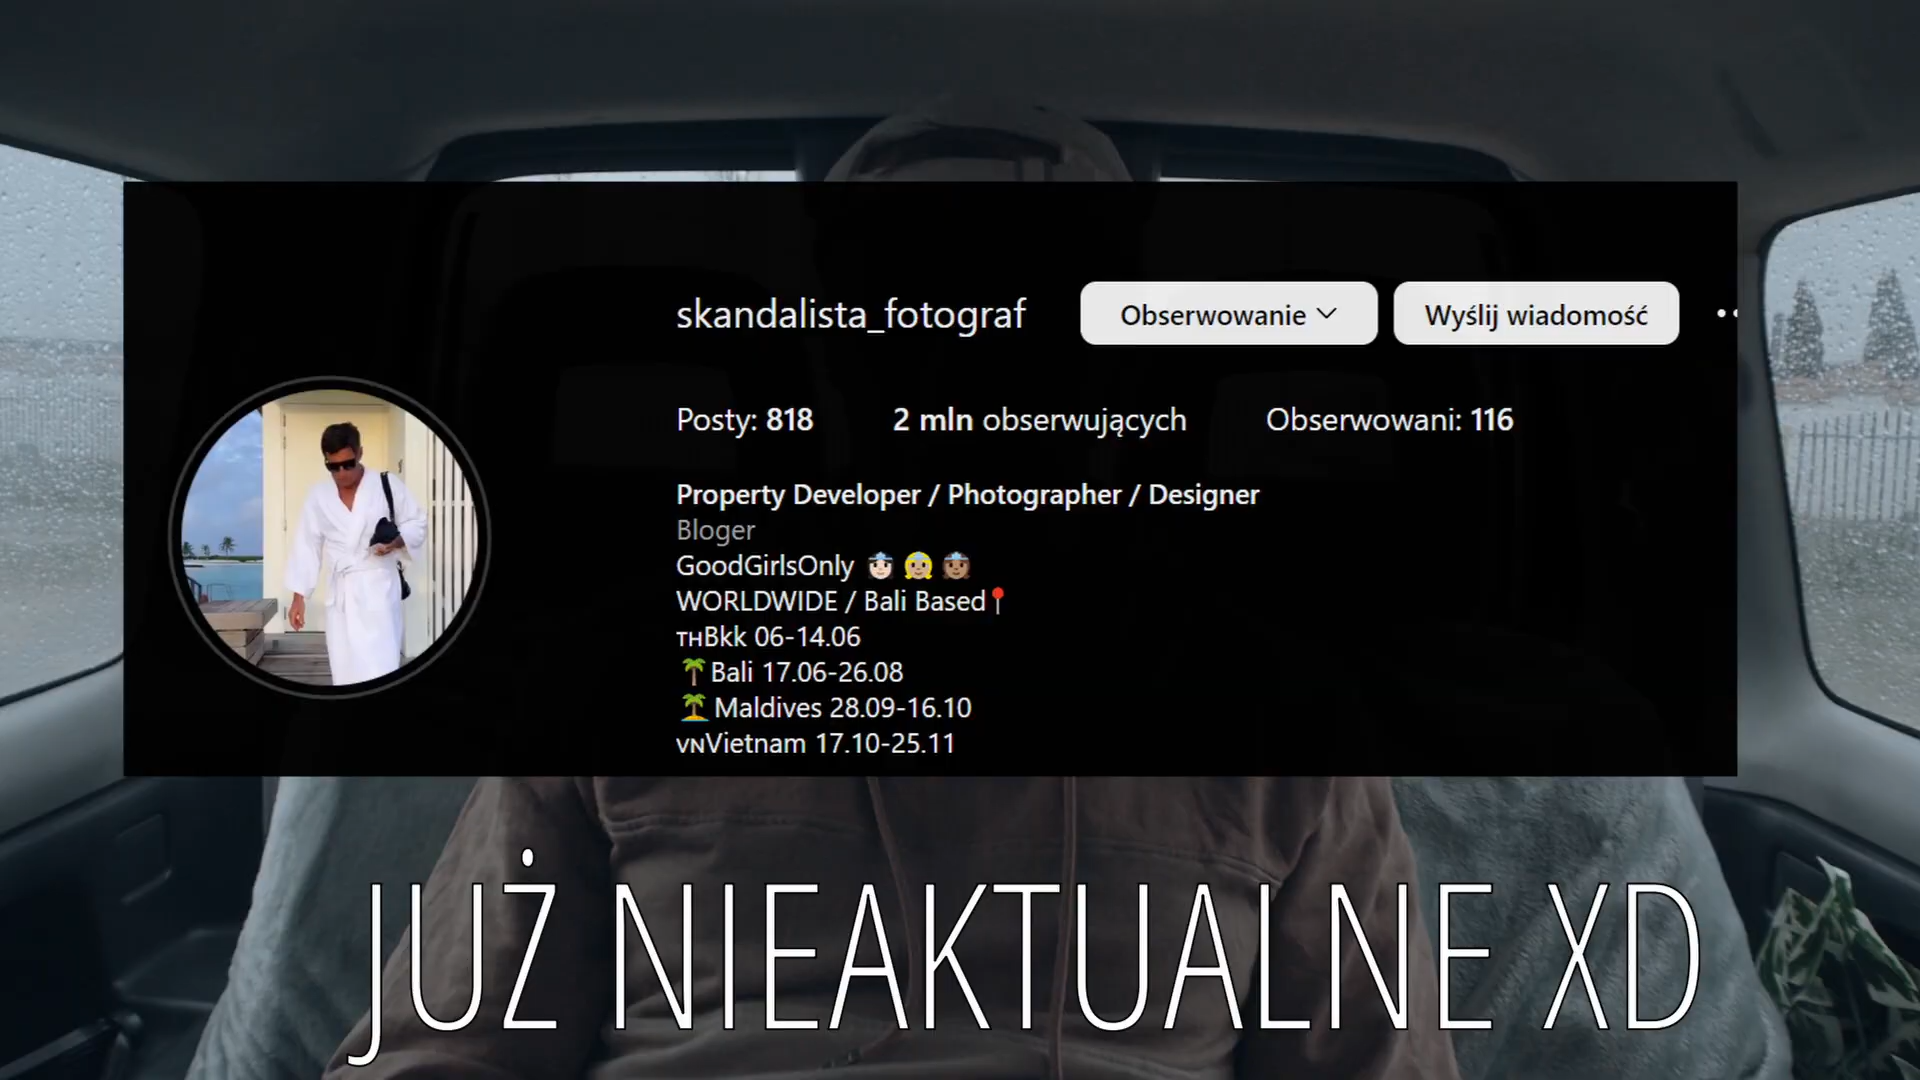 skandalista_fotograf Obserwowanie Wyślij wiadomość
Posty: 818 2 mln obserwujących Obserwowani: 116
Property Developer / Photographer / Designer
Bloger
GoodGirlsOnly 👸🏻👸🏼👸🏽
WORLDWIDE / Bali Based📍
THBkk 06-14.06
🌴Bali 17.06-26.08
🏝Maldives 28.09-16.10
VNVietnam 17.10-25.11
JUŻ NIEAKTUALNE XD